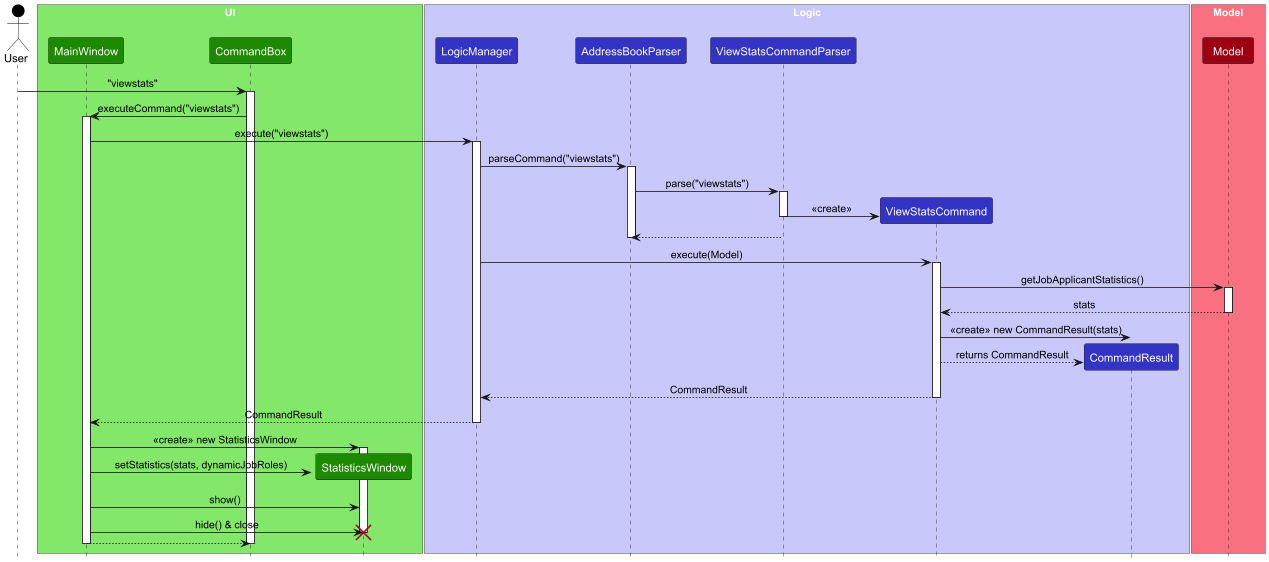 UI
Logic
Model
User
MainWindow
CommandBox
LogicManager
AddressBookParser
ViewStatsCommandParser
Model
"viewstats"
executeCommand("viewstats")
execute("viewstats")
parseCommand("viewstats")
parse("viewstats")
«create»
ViewStatsCommand
execute(Model)
getJobApplicantStatistics()
stats
«create» new CommandResult(stats)
returns CommandResult
CommandResult
CommandResult
CommandResult
«create» new StatisticsWindow
setStatistics(stats, dynamicJobRoles)
StatisticsWindow
show()
hide() & close